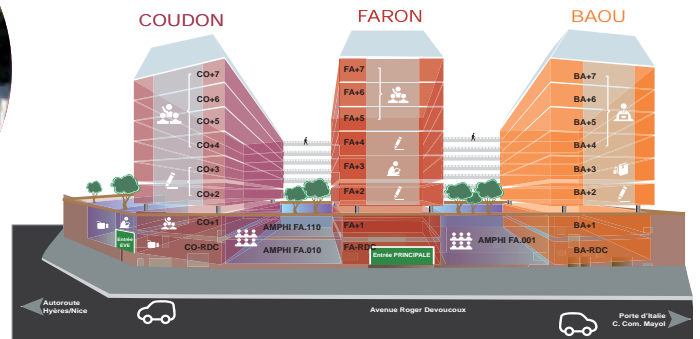 COUDON
FARON
BAOU
CO+7
CO+6
CO+5
CO+4
CO+3
CO+2
CO+1
CO-RDC
FA+7
FA+6
FA+5
FA+4
FA+3
FA+2
FA+1
FA-RDC
BA+7
BA+6
BA+5
BA+4
BA+3
BA+2
BA+1
BA-RDC
AMPHI FA.110
AMPHI FA.010
AMPHI FA.001
Entrée
EVE
Entrée PRINCIPALE
Autoroute
Hyères/Nice
Avenue Roger Devoucoux
Porte d'Italie
C. Com. Mayol